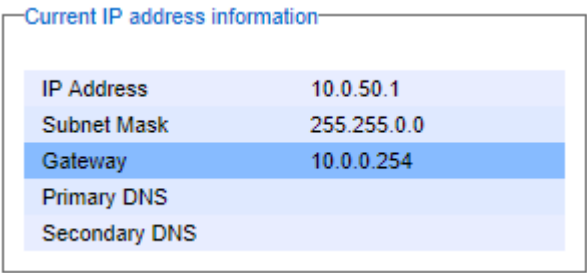 Current IP address information
IP Address 10.0.50.1
Subnet Mask 255.255.0.0
Gateway 10.0.0.254
Primary DNS
Secondary DNS